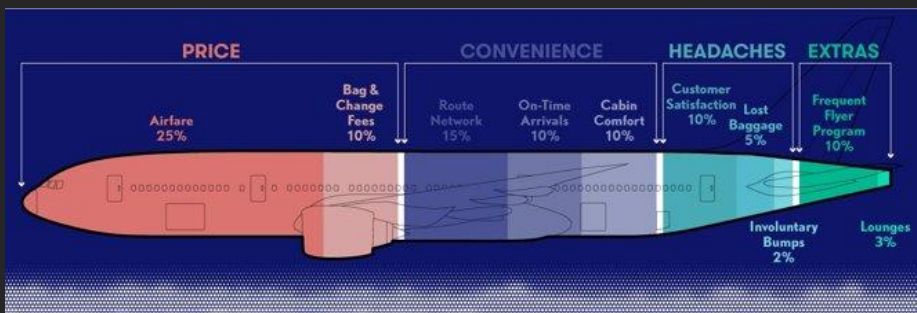 PRICE
CONVENIENCE
HEADACHES
EXTRAS
Airfare
25%
Bag &
Change
Fees
10%
Route
Network
15%
On-Time
Arrivals
10%
Cabin
Comfort
10%
Customer
Satisfaction
10%
Lost
Baggage
5%
Involuntary
Bumps
2%
Frequent
Flyer
Program
10%
Lounges
3%